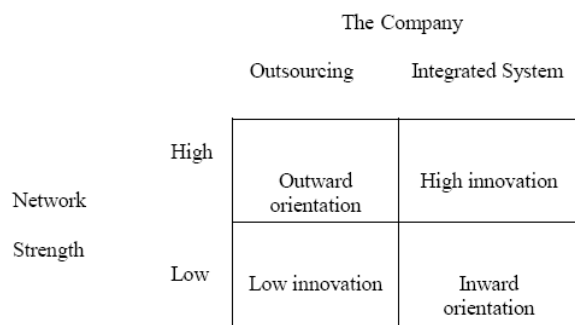 The Company
Outsourcing Integrated System
High
Outward High innovation
orientation
Network
Strength
Low
Low innovation Inward
orientation